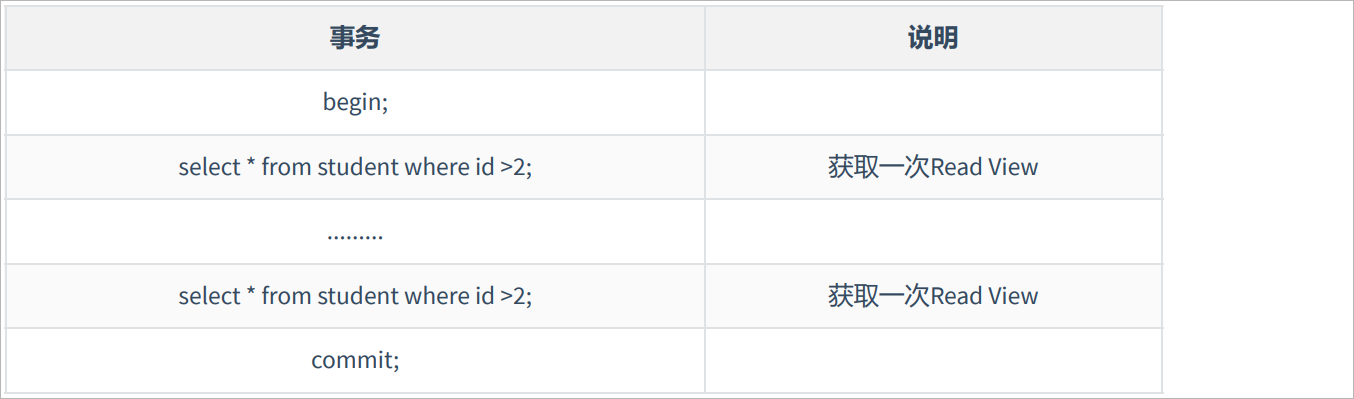 事务 说明
begin;
select * from student where id >2; 获取一次Read View
.........
select * from student where id >2; 获取一次Read View
commit;